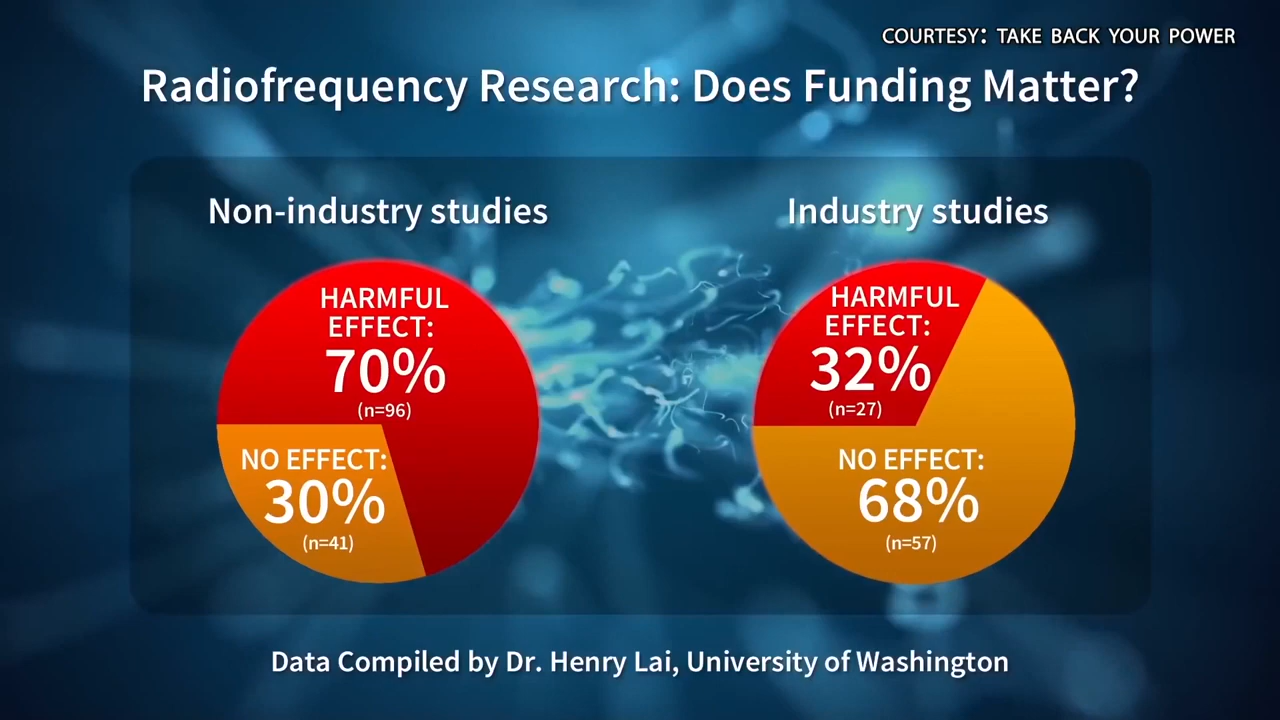 COURTESY: TAKE BACK YOUR POWER
Radiofrequency Research: Does Funding Matter?
Non-industry studies
HARMFUL
EFFECT:
70%
(n=96)
NO EFFECT:
30%
(n=41)
Industry studies
HARMFUL
EFFECT:
32%
(n=27)
NO EFFECT:
68%
(n=57)
Data Compiled by Dr. Henry Lai, University of Washington